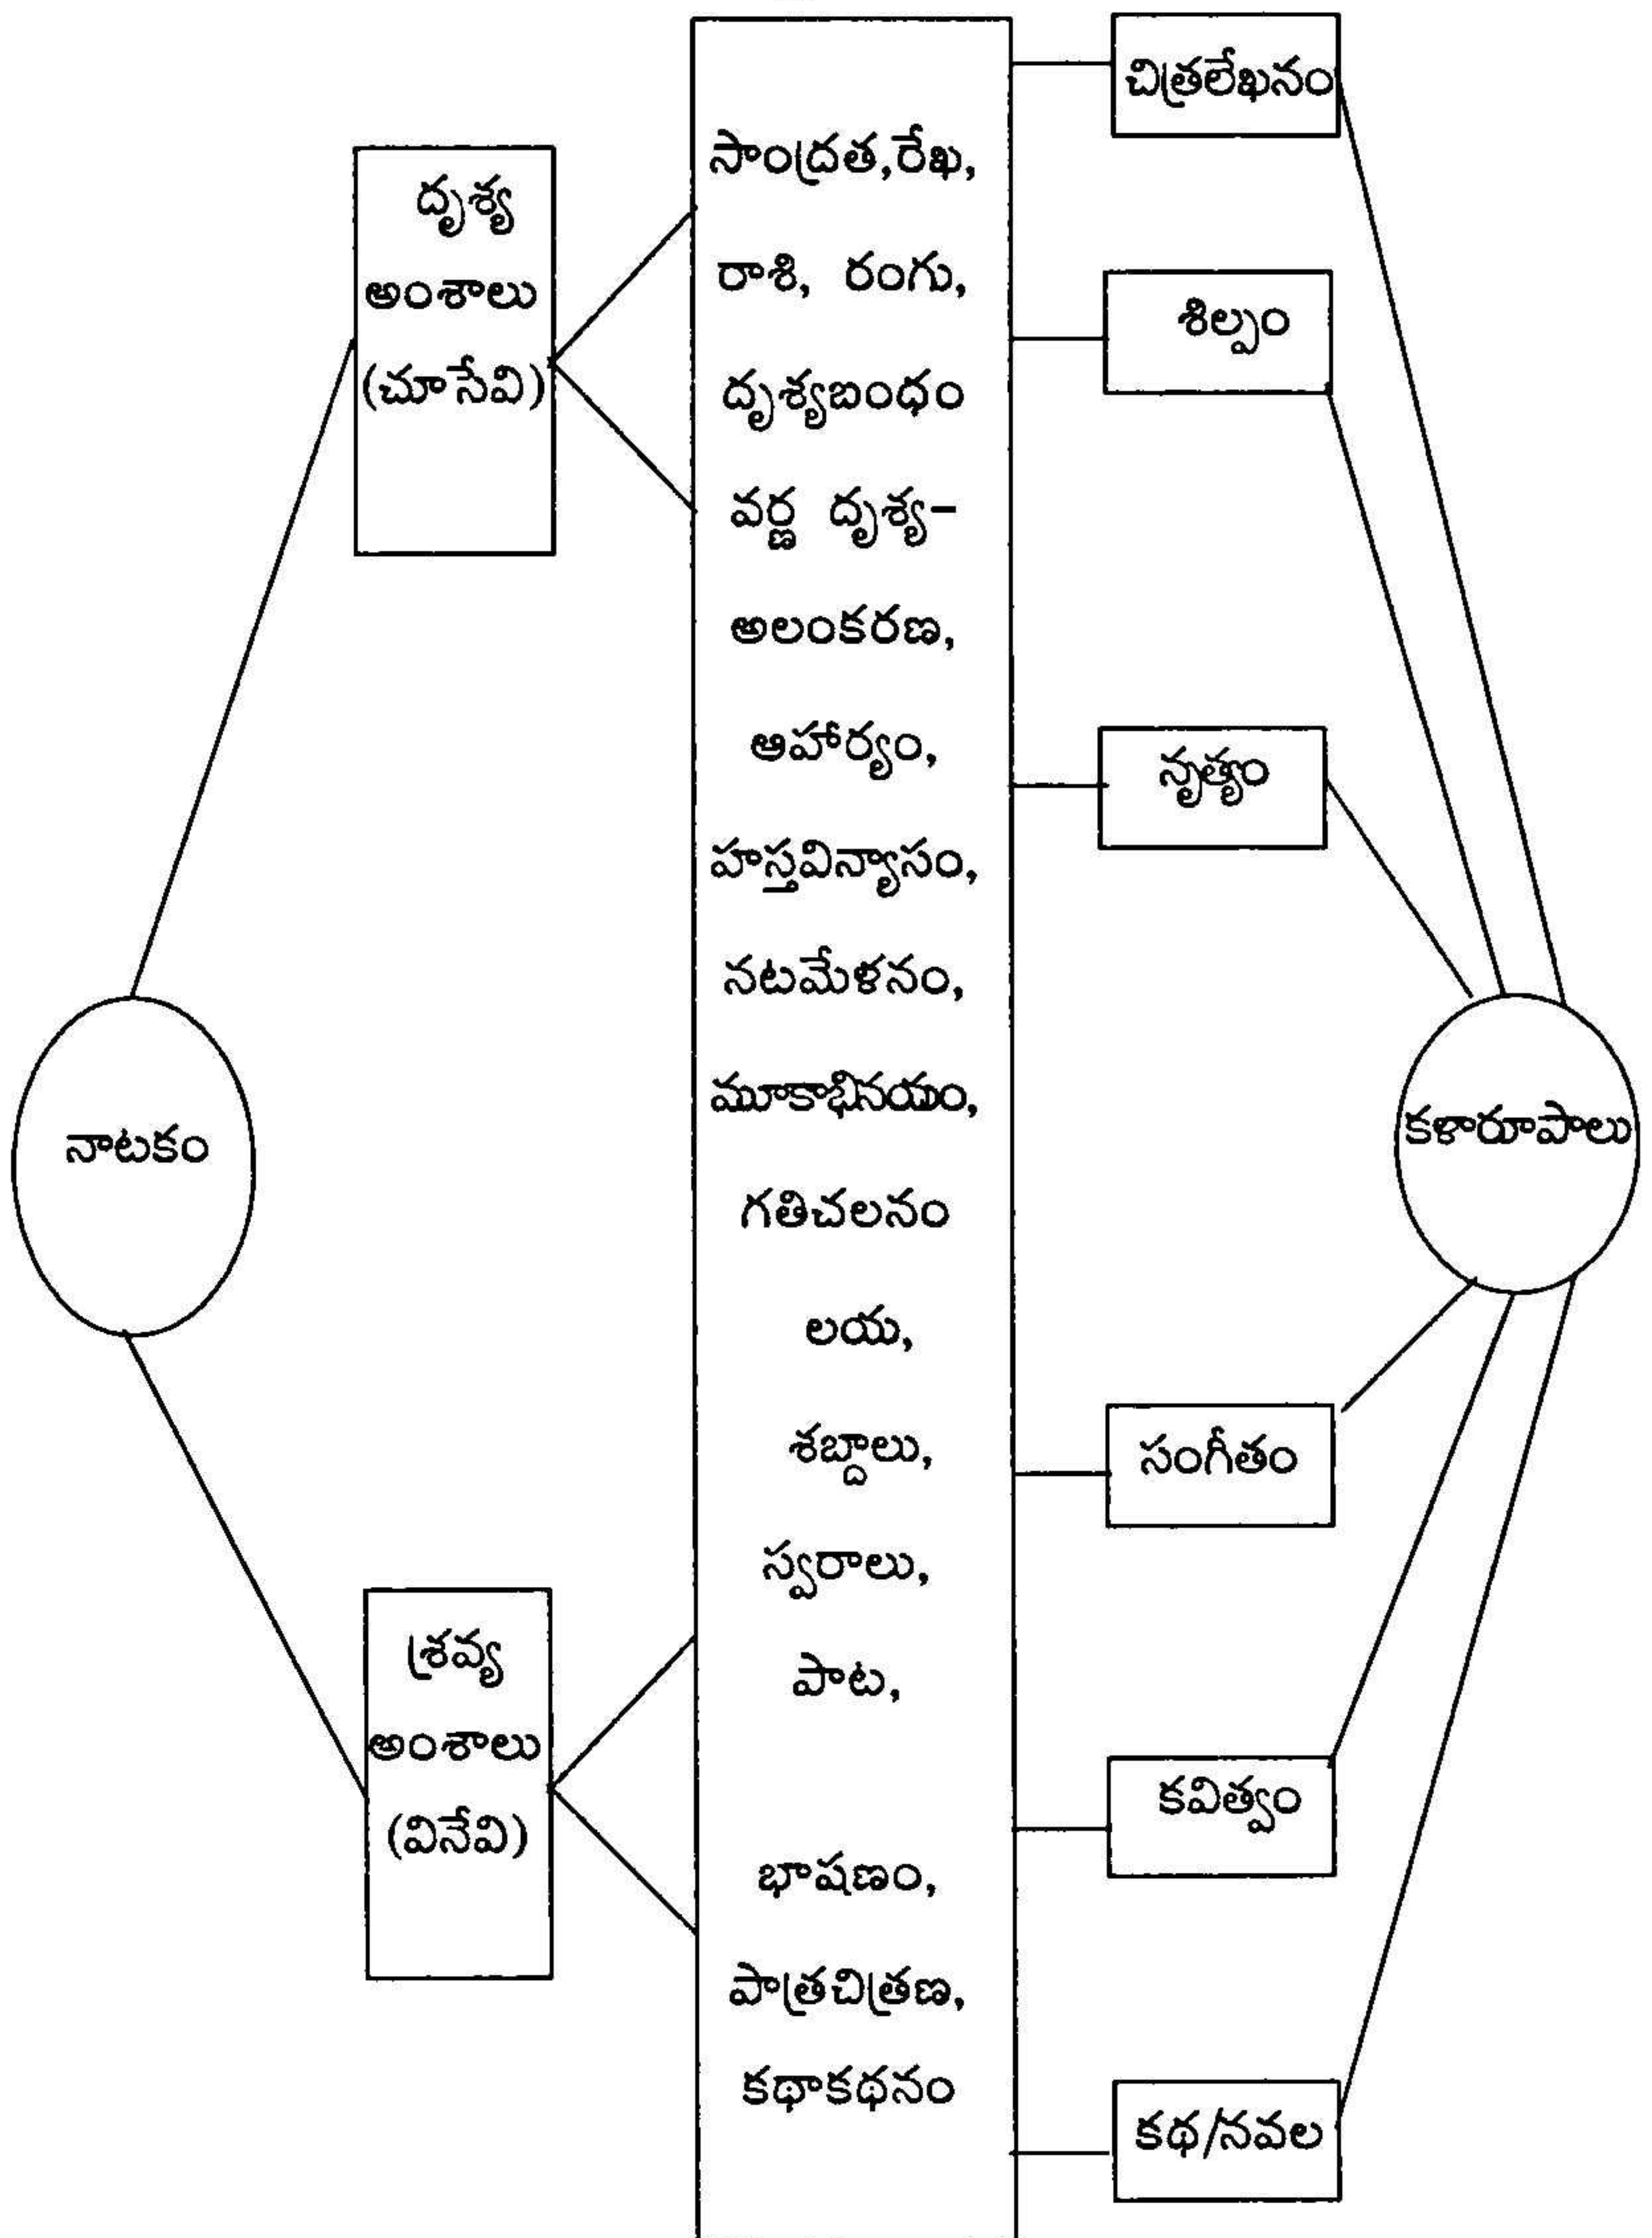 నాటకం
దృశ్య
అంశాలు
(చూసేవి)
శ్రవ్య
అంశాలు
(వినేవి)
సాంద్రత,రేఖ,
రాశి, రంగు,
దృశ్యబంధం
వర్ణ దృశ్య-
అలంకరణ,
ఆహార్యం,
హస్తవిన్యాసం,
నటమేళనం,
మూకాభినయం,
గతిచలనం
లయ,
శబ్దాలు,
స్వరాలు,
పాట,
భాషణం,
పాత్రచిత్రణ,
కథాకథనం
చిత్రలేఖనం
శిల్పం
నృత్యం
సంగీతం
కవిత్వం
కథ/నవల
కళారూపాలు